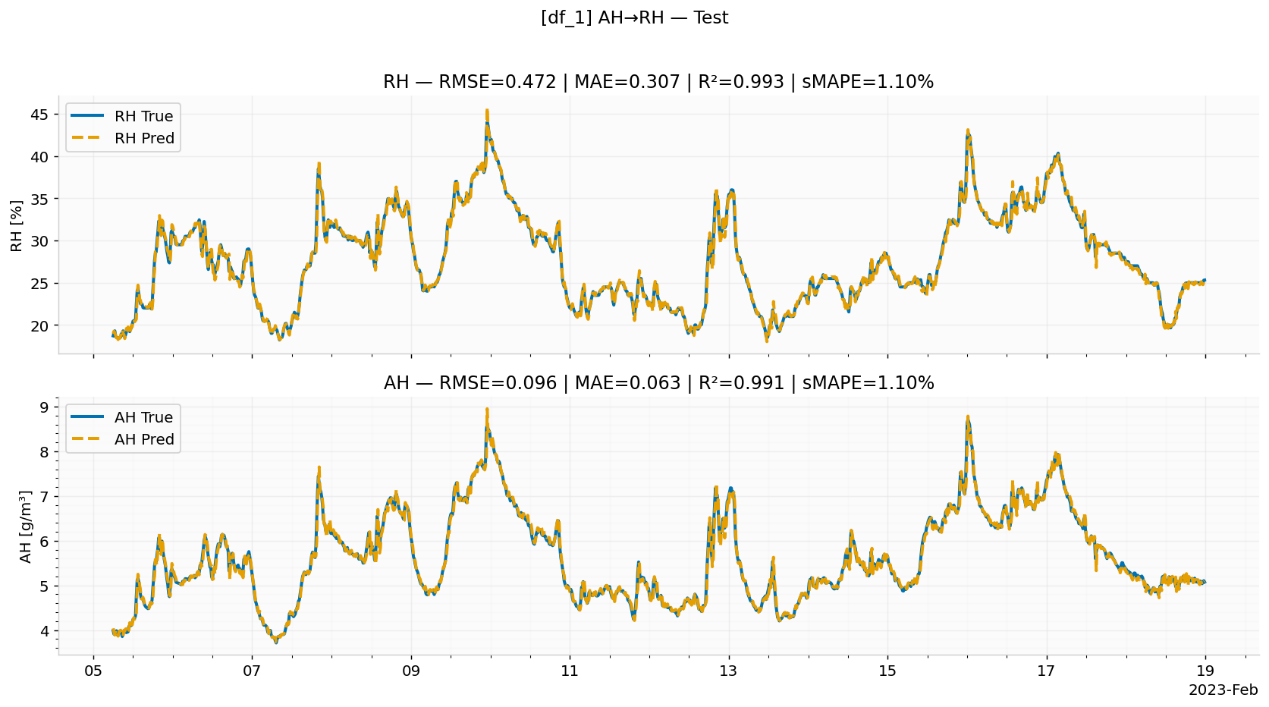 [df_1] AH→RH — Test
RH — RMSE=0.472 | MAE=0.307 | R²=0.993 | sMAPE=1.10%
RH True
RH Pred
RH [%]
45
40
35
30
25
20
AH — RMSE=0.096 | MAE=0.063 | R²=0.991 | sMAPE=1.10%
AH True
AH Pred
AH [g/m³]
9
8
7
6
5
4
05 07 09 11 13 15 17 19
2023-Feb